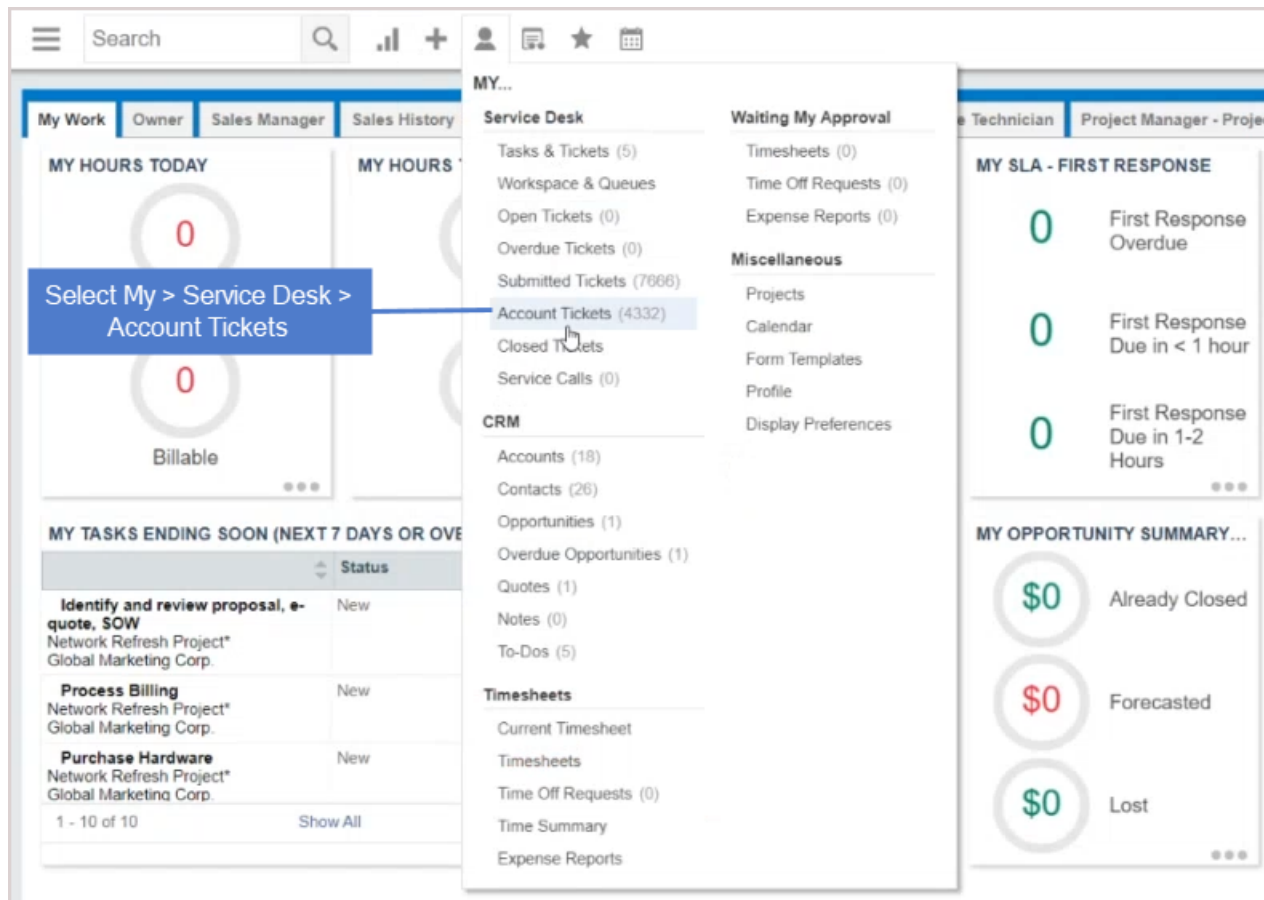 Search
My Work
Owner
Sales Manager
Sales History
e Technician
Project Manager - Proje
MY HOURS TODAY
0
0
Billable
MY HOURS
Select My > Service Desk >
Account Tickets
MY TASKS ENDING SOON (NEXT 7 DAYS OR OVE
Status
Identify and review proposal, e-
quote, SOW
Network Refresh Project*
Global Marketing Corp.
New
Process Billing
Network Refresh Project*
Global Marketing Corp.
New
Purchase Hardware
Network Refresh Project*
Global Marketing Corp.
New
1 - 10 of 10
Show All
MY...
Service Desk
Tasks & Tickets (5)
Workspace & Queues
Open Tickets (0)
Overdue Tickets (0)
Submitted Tickets (7666)
Account Tickets (4332)
Closed Tickets
Service Calls (0)
CRM
Accounts (18)
Contacts (26)
Opportunities (1)
Overdue Opportunities (1)
Quotes (1)
Notes (0)
To-Dos (5)
Timesheets
Current Timesheet
Timesheets
Time Off Requests (0)
Time Summary
Expense Reports
Waiting My Approval
Timesheets (0)
Time Off Requests (0)
Expense Reports (0)
Miscellaneous
Projects
Calendar
Form Templates
Profile
Display Preferences
MY SLA - FIRST RESPONSE
0
First Response
Overdue
0
First Response
Due in < 1 hour
0
First Response
Due in 1-2
Hours
MY OPPORTUNITY SUMMARY...
$0
Already Closed
$0
Forecasted
$0
Lost